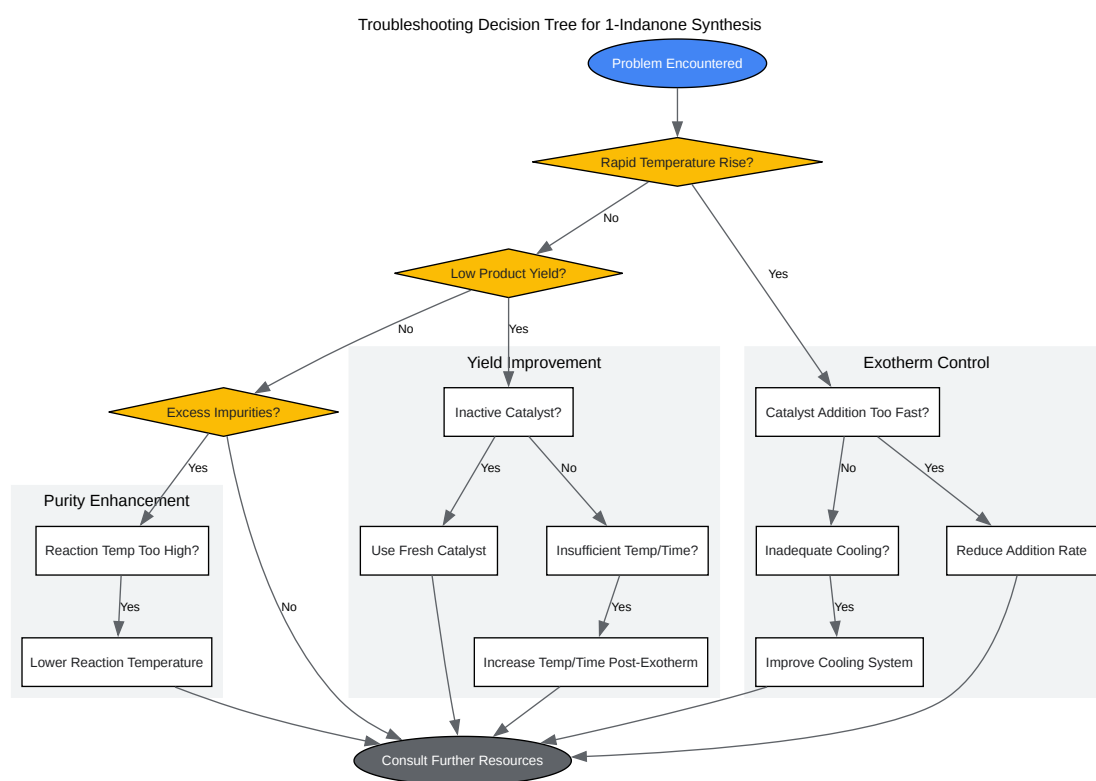 Troubleshooting Decision Tree for 1-Indanone Synthesis
Problem Encountered
Rapid Temperature Rise?
No
Low Product Yield?
Yes
No
Yes
Yield Improvement
Exotherm Control
Excess Impurities?
Inactive Catalyst?
Catalyst Addition Too Fast?
Yes
Yes
No
No
Yes
Purity Enhancement
Reaction Temp Too High?
Use Fresh Catalyst
Insufficient Temp/Time?
Inadequate Cooling?
Reduce Addition Rate
Yes
No
Yes
Yes
Lower Reaction Temperature
Increase Temp/Time Post-Exotherm
Improve Cooling System
Consult Further Resources